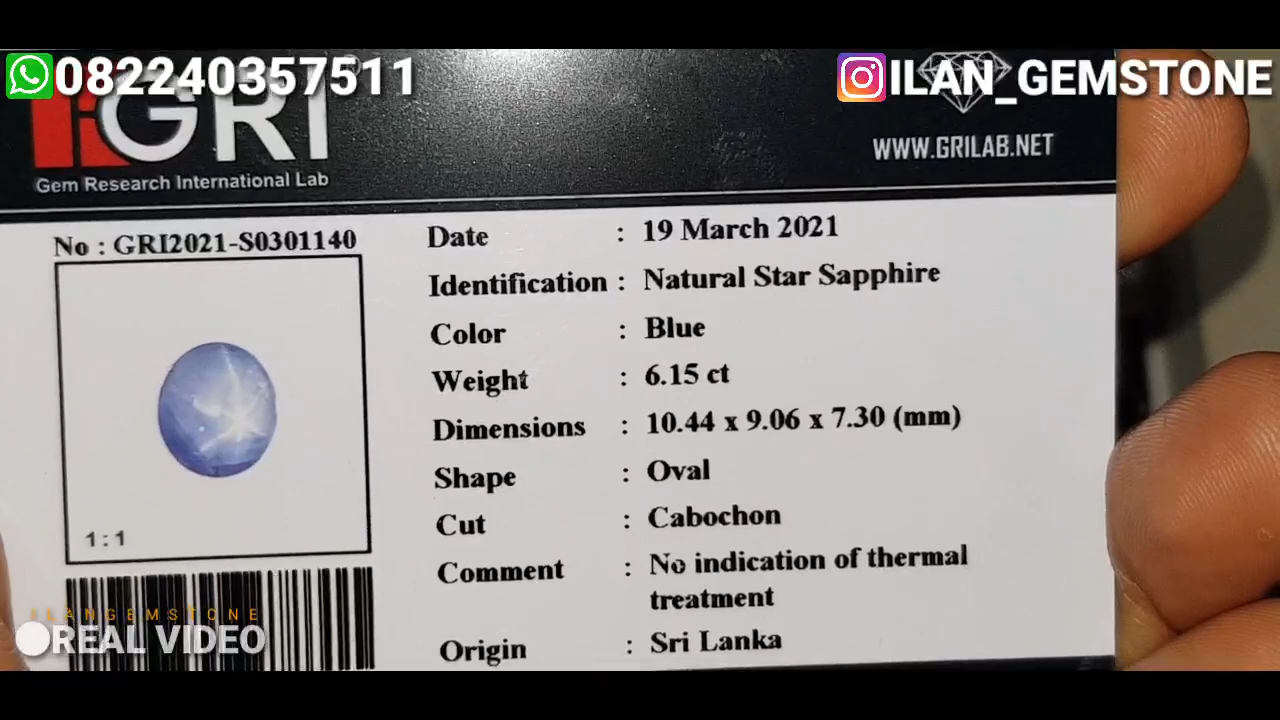 082240357511
ILAN_GEMSTONE
GRI
Gem Research International Lab
WWW.GRILAB.NET
No : GRI2021-S0301140
Date : 19 March 2021
Identification : Natural Star Sapphire
Color : Blue
Weight : 6.15 ct
Dimensions : 10.44 x 9.06 x 7.30 (mm)
Shape : Oval
Cut : Cabochon
Comment : No indication of thermal
treatment
Origin : Sri Lanka
1:1
ILANGEMSTONE
REAL VIDEO